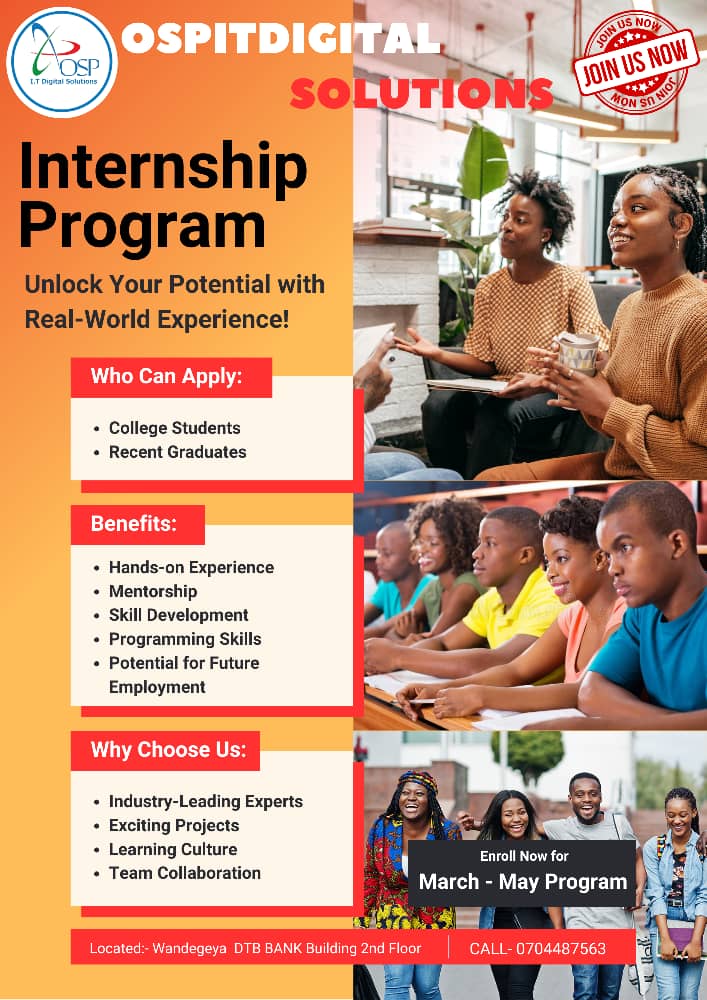 OSP
I.T Digital Solutions
OSPITDIGITAL
SOLUTIONS
JOIN US NOW
JOIN US NOW
JOIN US NOW
Internship
Program
Unlock Your Potential with
Real-World Experience!
Who Can Apply:
• College Students
• Recent Graduates
Benefits:
• Hands-on Experience
• Mentorship
• Skill Development
• Programming Skills
• Potential for Future
Employment
Why Choose Us:
• Industry-Leading Experts
• Exciting Projects
• Learning Culture
• Team Collaboration
Enroll Now for
March - May Program
Located:- Wandegeya DTB BANK Building 2nd Floor
CALL- 0704487563